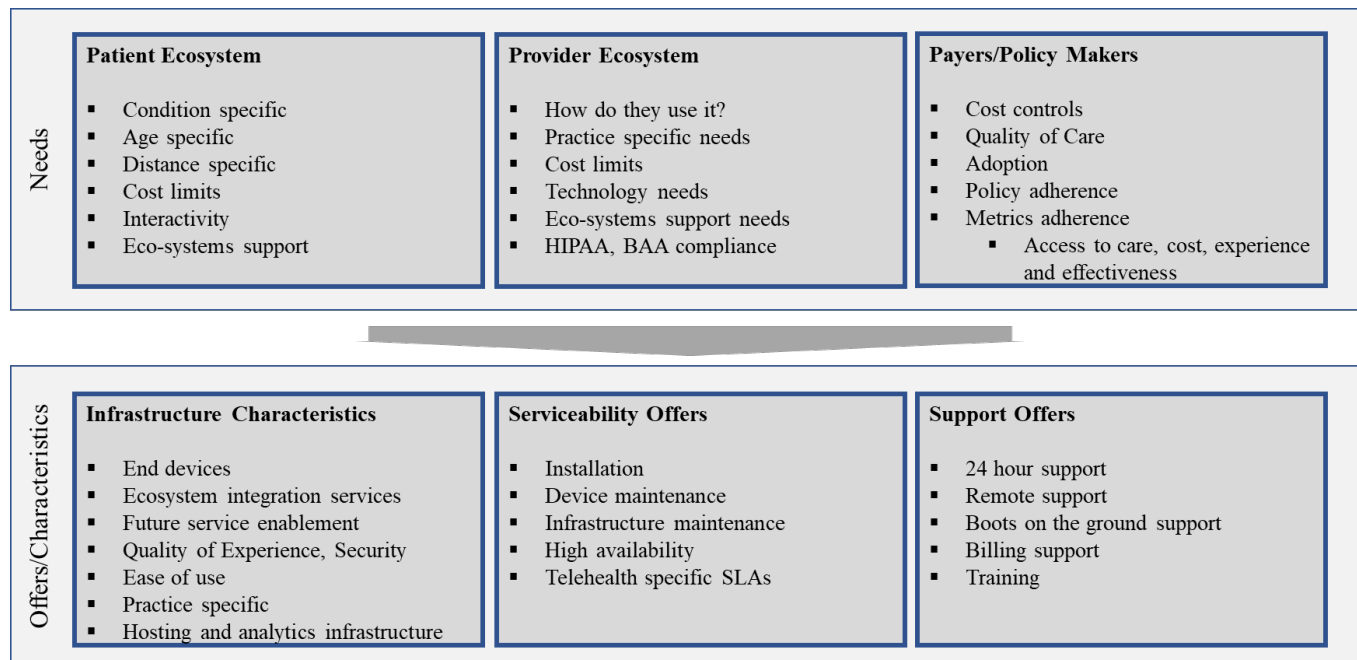 Needs
Patient Ecosystem
▪ Condition specific
▪ Age specific
▪ Distance specific
▪ Cost limits
▪ Interactivity
▪ Eco-systems support
Provider Ecosystem
▪ How do they use it?
▪ Practice specific needs
▪ Cost limits
▪ Technology needs
▪ Eco-systems support needs
▪ HIPAA, BAA compliance
Payers/Policy Makers
▪ Cost controls
▪ Quality of Care
▪ Adoption
▪ Policy adherence
▪ Metrics adherence
▪ Access to care, cost, experience
and effectiveness
Offers/Characteristics
Infrastructure Characteristics
▪ End devices
▪ Ecosystem integration services
▪ Future service enablement
▪ Quality of Experience, Security
▪ Ease of use
▪ Practice specific
▪ Hosting and analytics infrastructure
Serviceability Offers
▪ Installation
▪ Device maintenance
▪ Infrastructure maintenance
▪ High availability
▪ Telehealth specific SLAs
Support Offers
▪ 24 hour support
▪ Remote support
▪ Boots on the ground support
▪ Billing support
▪ Training